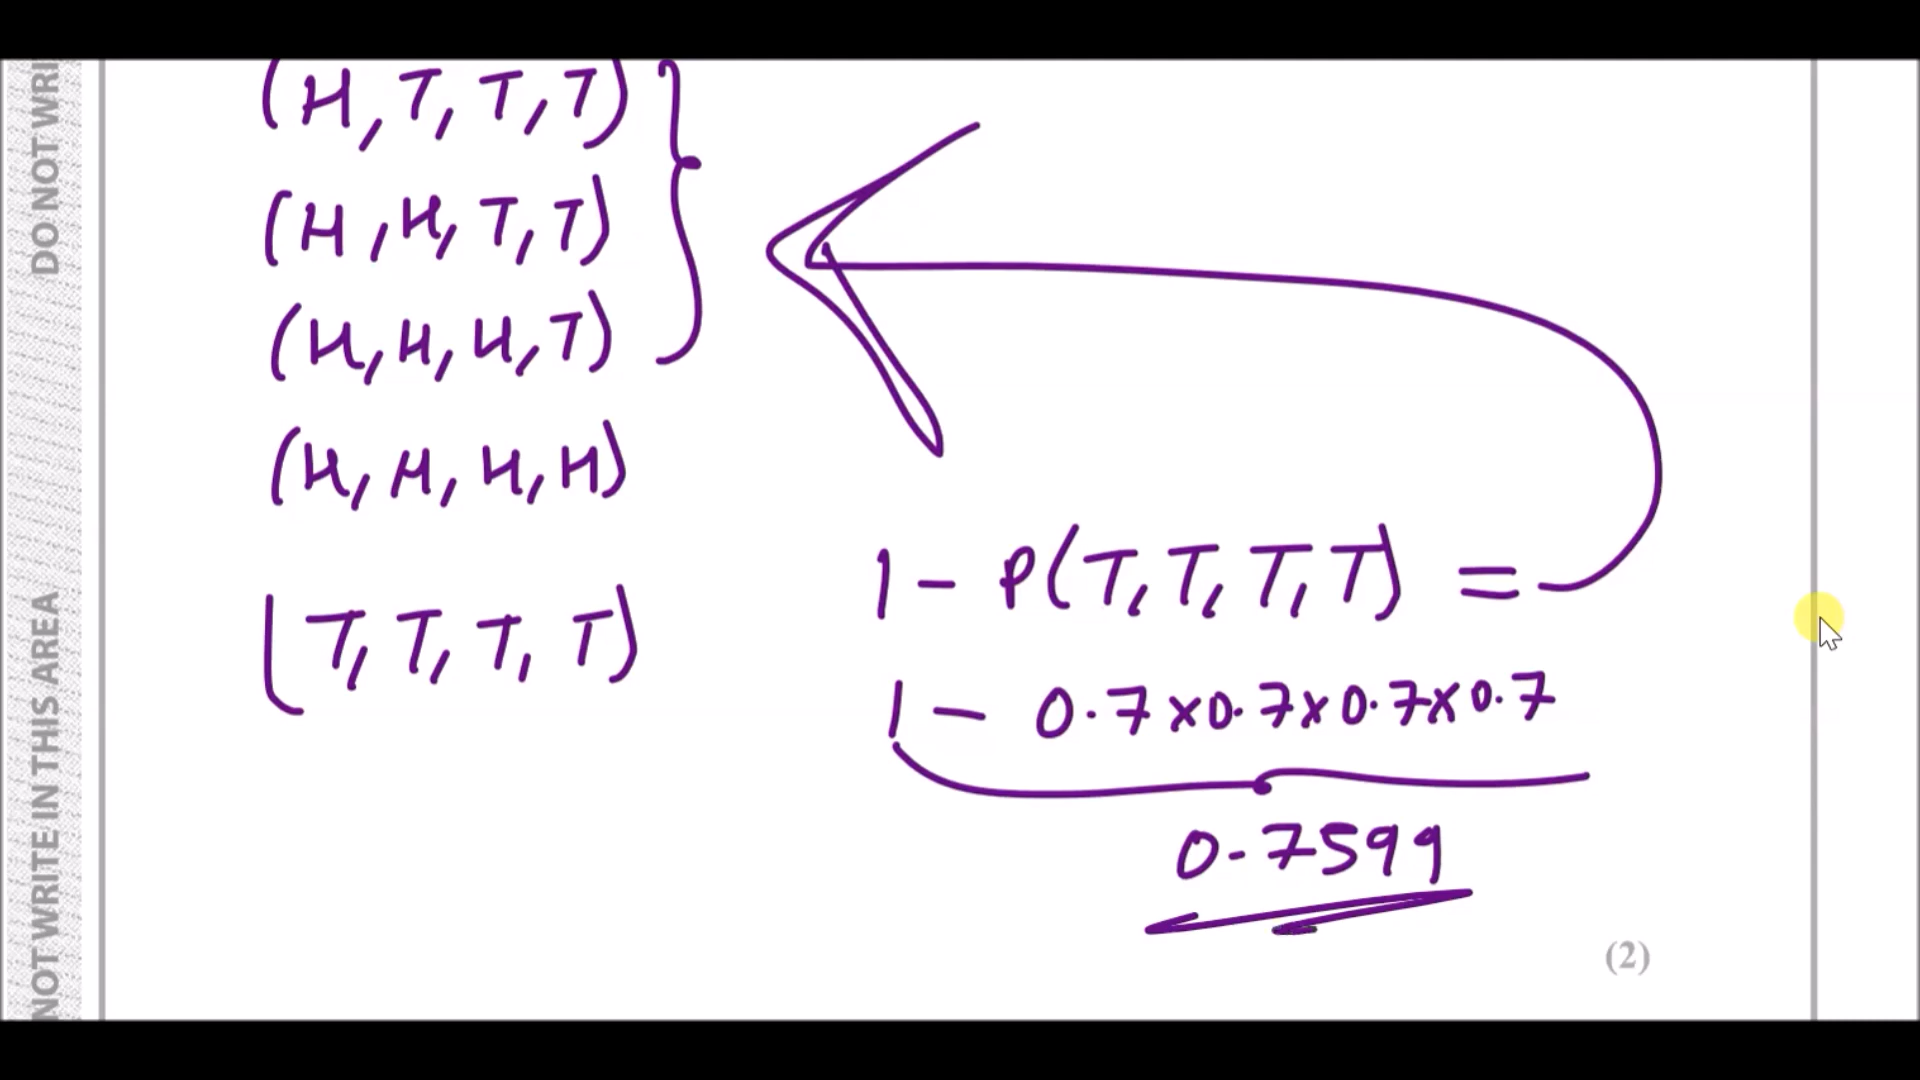 DO NOT WRI
NOT WRITE IN THIS AREA
(H, T, T, T)
(H, H, T, T)
(H, H, H, T)
(H, H, H, H)
(T, T, T, T)
1 - P(T, T, T, T) =
1 - 0.7 x 0.7 x 0.7 x 0.7
0.7599
(2)